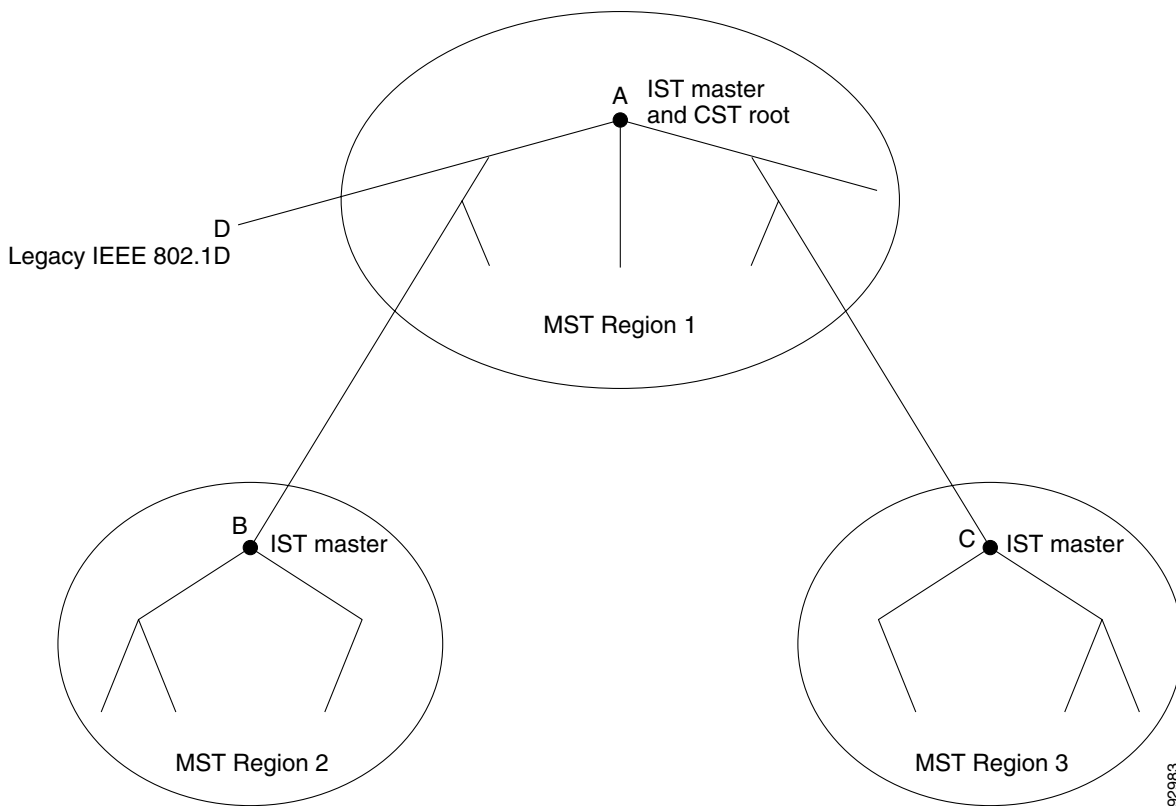 A
IST master
and CST root
D
Legacy IEEE 802.1D
MST Region 1
B
IST master
C
IST master
MST Region 2
MST Region 3
92983